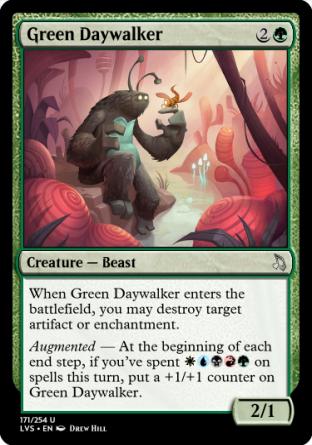 Green Daywalker 2
Creature — Beast
When Green Daywalker enters the
battlefield, you may destroy target
artifact or enchantment.
Augmented — At the beginning of each
end step, if you've spent on
spells this turn, put a +1/+1 counter on
Green Daywalker.
2/1
171/254 U
LVS • EN Drew Hill